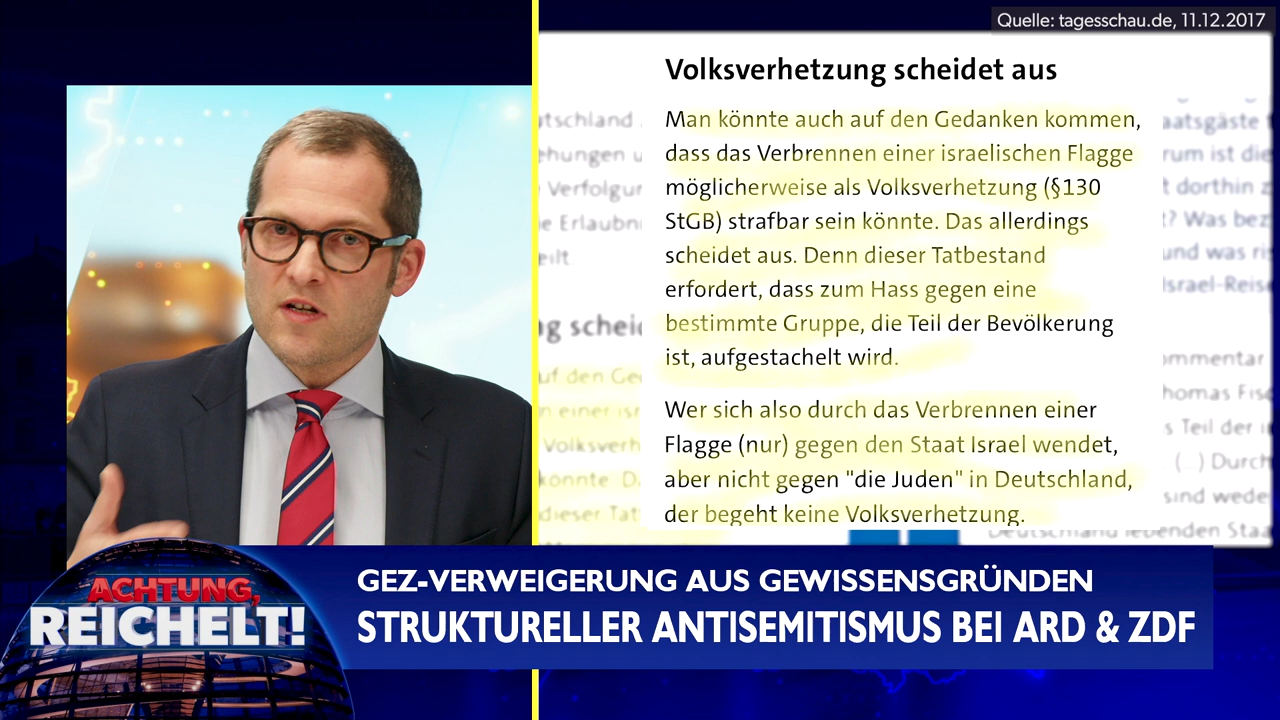 Quelle: tagesschau.de, 11.12.2017
Volksverhetzung scheidet aus
Man könnte auch auf den Gedanken kommen,
dass das Verbrennen einer israelischen Flagge
möglicherweise als Volksverhetzung (§130
StGB) strafbar sein könnte. Das allerdings
scheidet aus. Denn dieser Tatbestand
erfordert, dass zum Hass gegen eine
bestimmte Gruppe, die Teil der Bevölkerung
ist, aufgestachelt wird.
Wer sich also durch das Verbrennen einer
Flagge (nur) gegen den Staat Israel wendet,
aber nicht gegen "die Juden" in Deutschland,
der begeht keine Volksverhetzung.
ACHTUNG,
REICHELT!
GEZ-VERWEIGERUNG AUS GEWISSENSGRÜNDEN
STRUKTURELLER ANTISEMITISMUS BEI ARD & ZDF